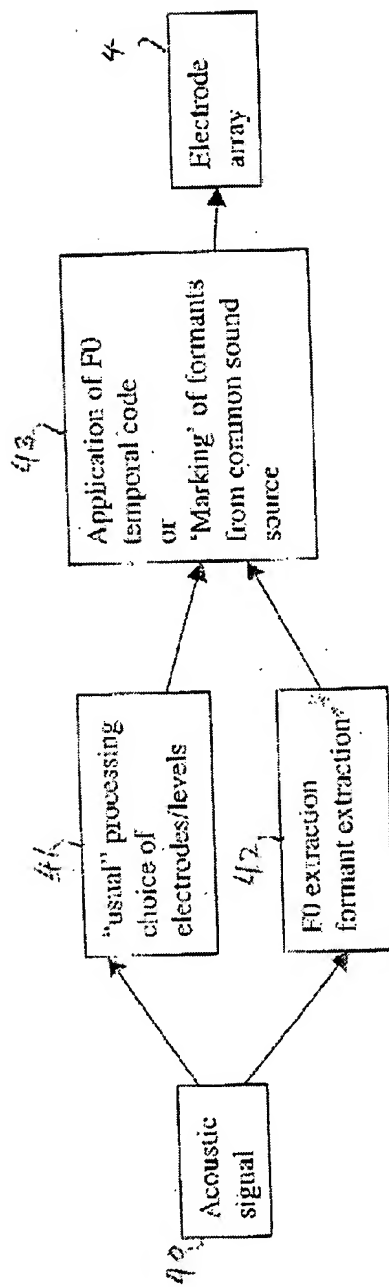 40
Acoustic
signal
41
"usual" processing
choice of
electrodes/levels
42
F0 extraction
formant extraction
43
Application of F0
temporal code
or
'Marking' of formants
from common sound
source
4
Electrode
array